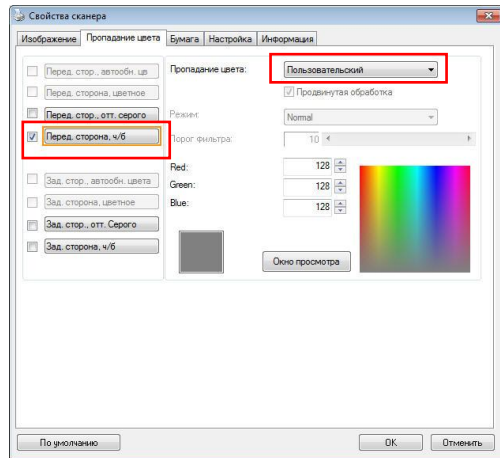 Свойства сканера
Изображение Пропадание цвета Бумага Настройка Информация
Перед. стор., автообн. цв
Перед. сторона, цветное
Перед. стор., отт. серого
Перед. сторона, ч/б
Зад. стор., автообн. цвета
Зад. сторона, цветное
Зад. стор., отт. Серого
Зад. сторона, ч/б
Пропадание цвета: Пользовательский
Продвинутая обработка
Режим: Normal
Порог фильтра: 10
Red: 128
Green: 128
Blue: 128
Окно просмотра
По умолчанию OK Отменить